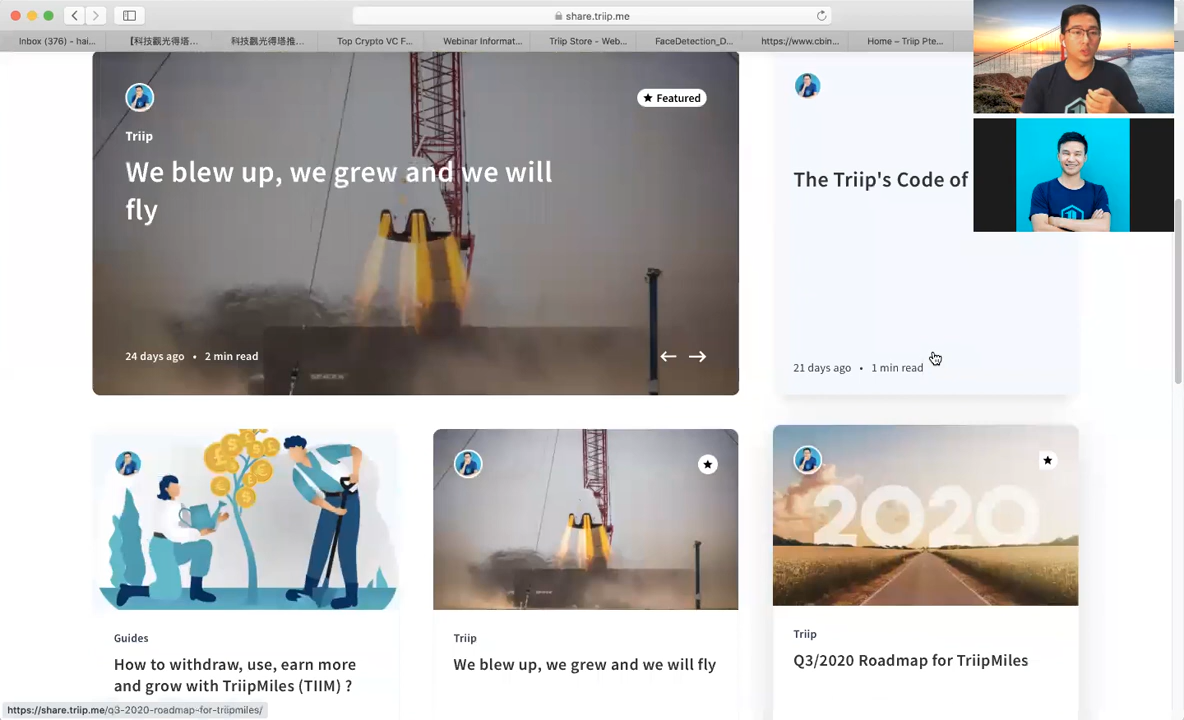 share.triip.me
Inbox (376) - hai...
【科技觀光得塔...
科技觀光得塔推...
Top Crypto VC F...
Webinar Informat...
Triip Store - Web...
FaceDetection_D...
https://www.cbin...
Home – Triip Pte...
Featured
Triip
We blew up, we grew and we will
fly
24 days ago • 2 min read
The Triip's Code of
21 days ago • 1 min read
2020
Guides
How to withdraw, use, earn more
and grow with TriipMiles (TIIM) ?
Triip
We blew up, we grew and we will fly
Triip
Q3/2020 Roadmap for TriipMiles
https://share.triip.me/q3-2020-roadmap-for-triipmiles/